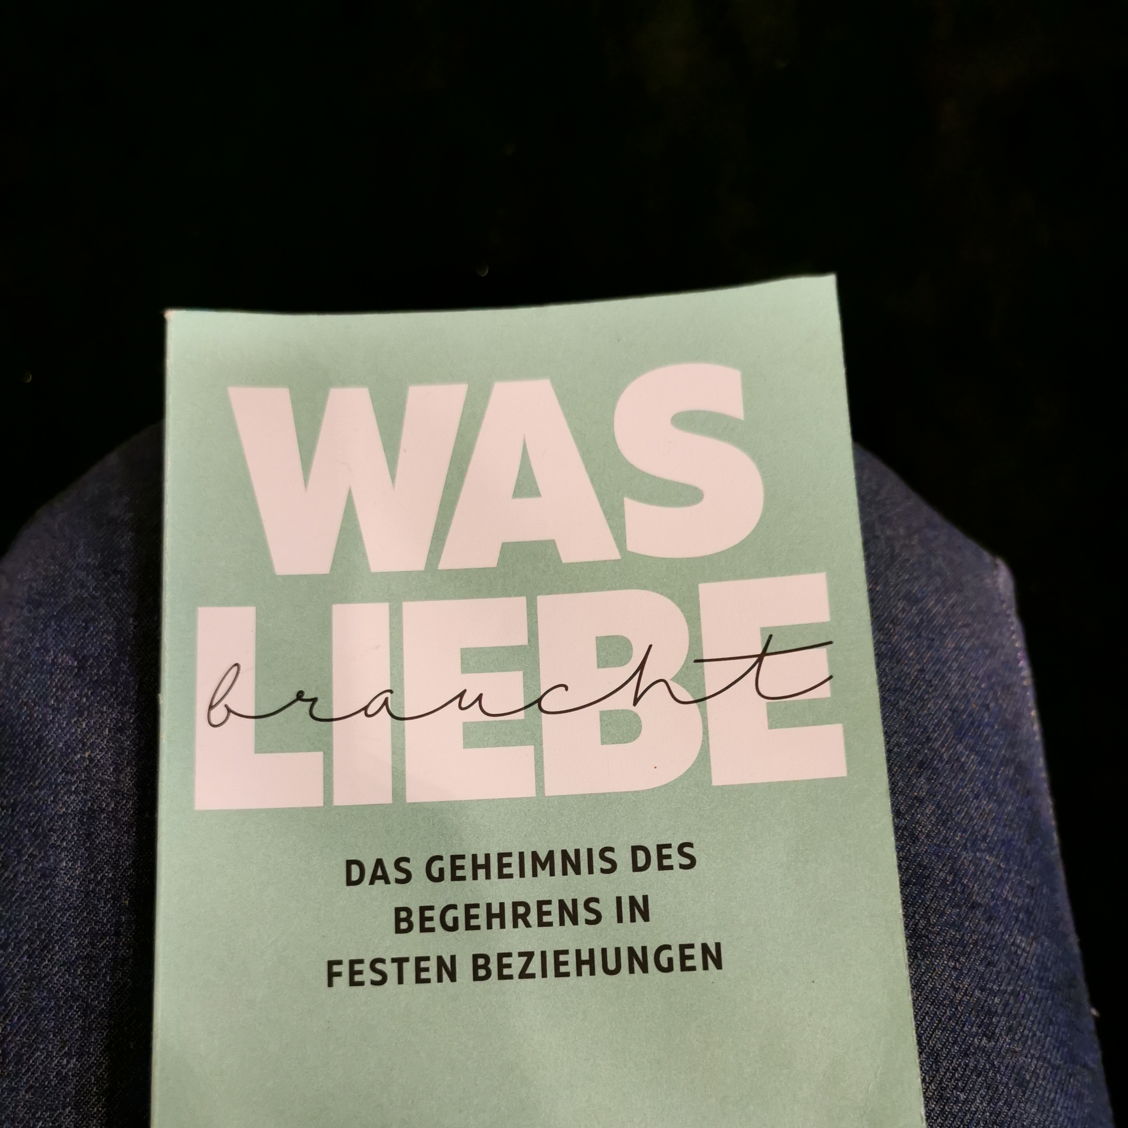 WAS
LIEBE
braucht
DAS GEHEIMNIS DES
BEGEHRENS IN
FESTEN BEZIEHUNGEN